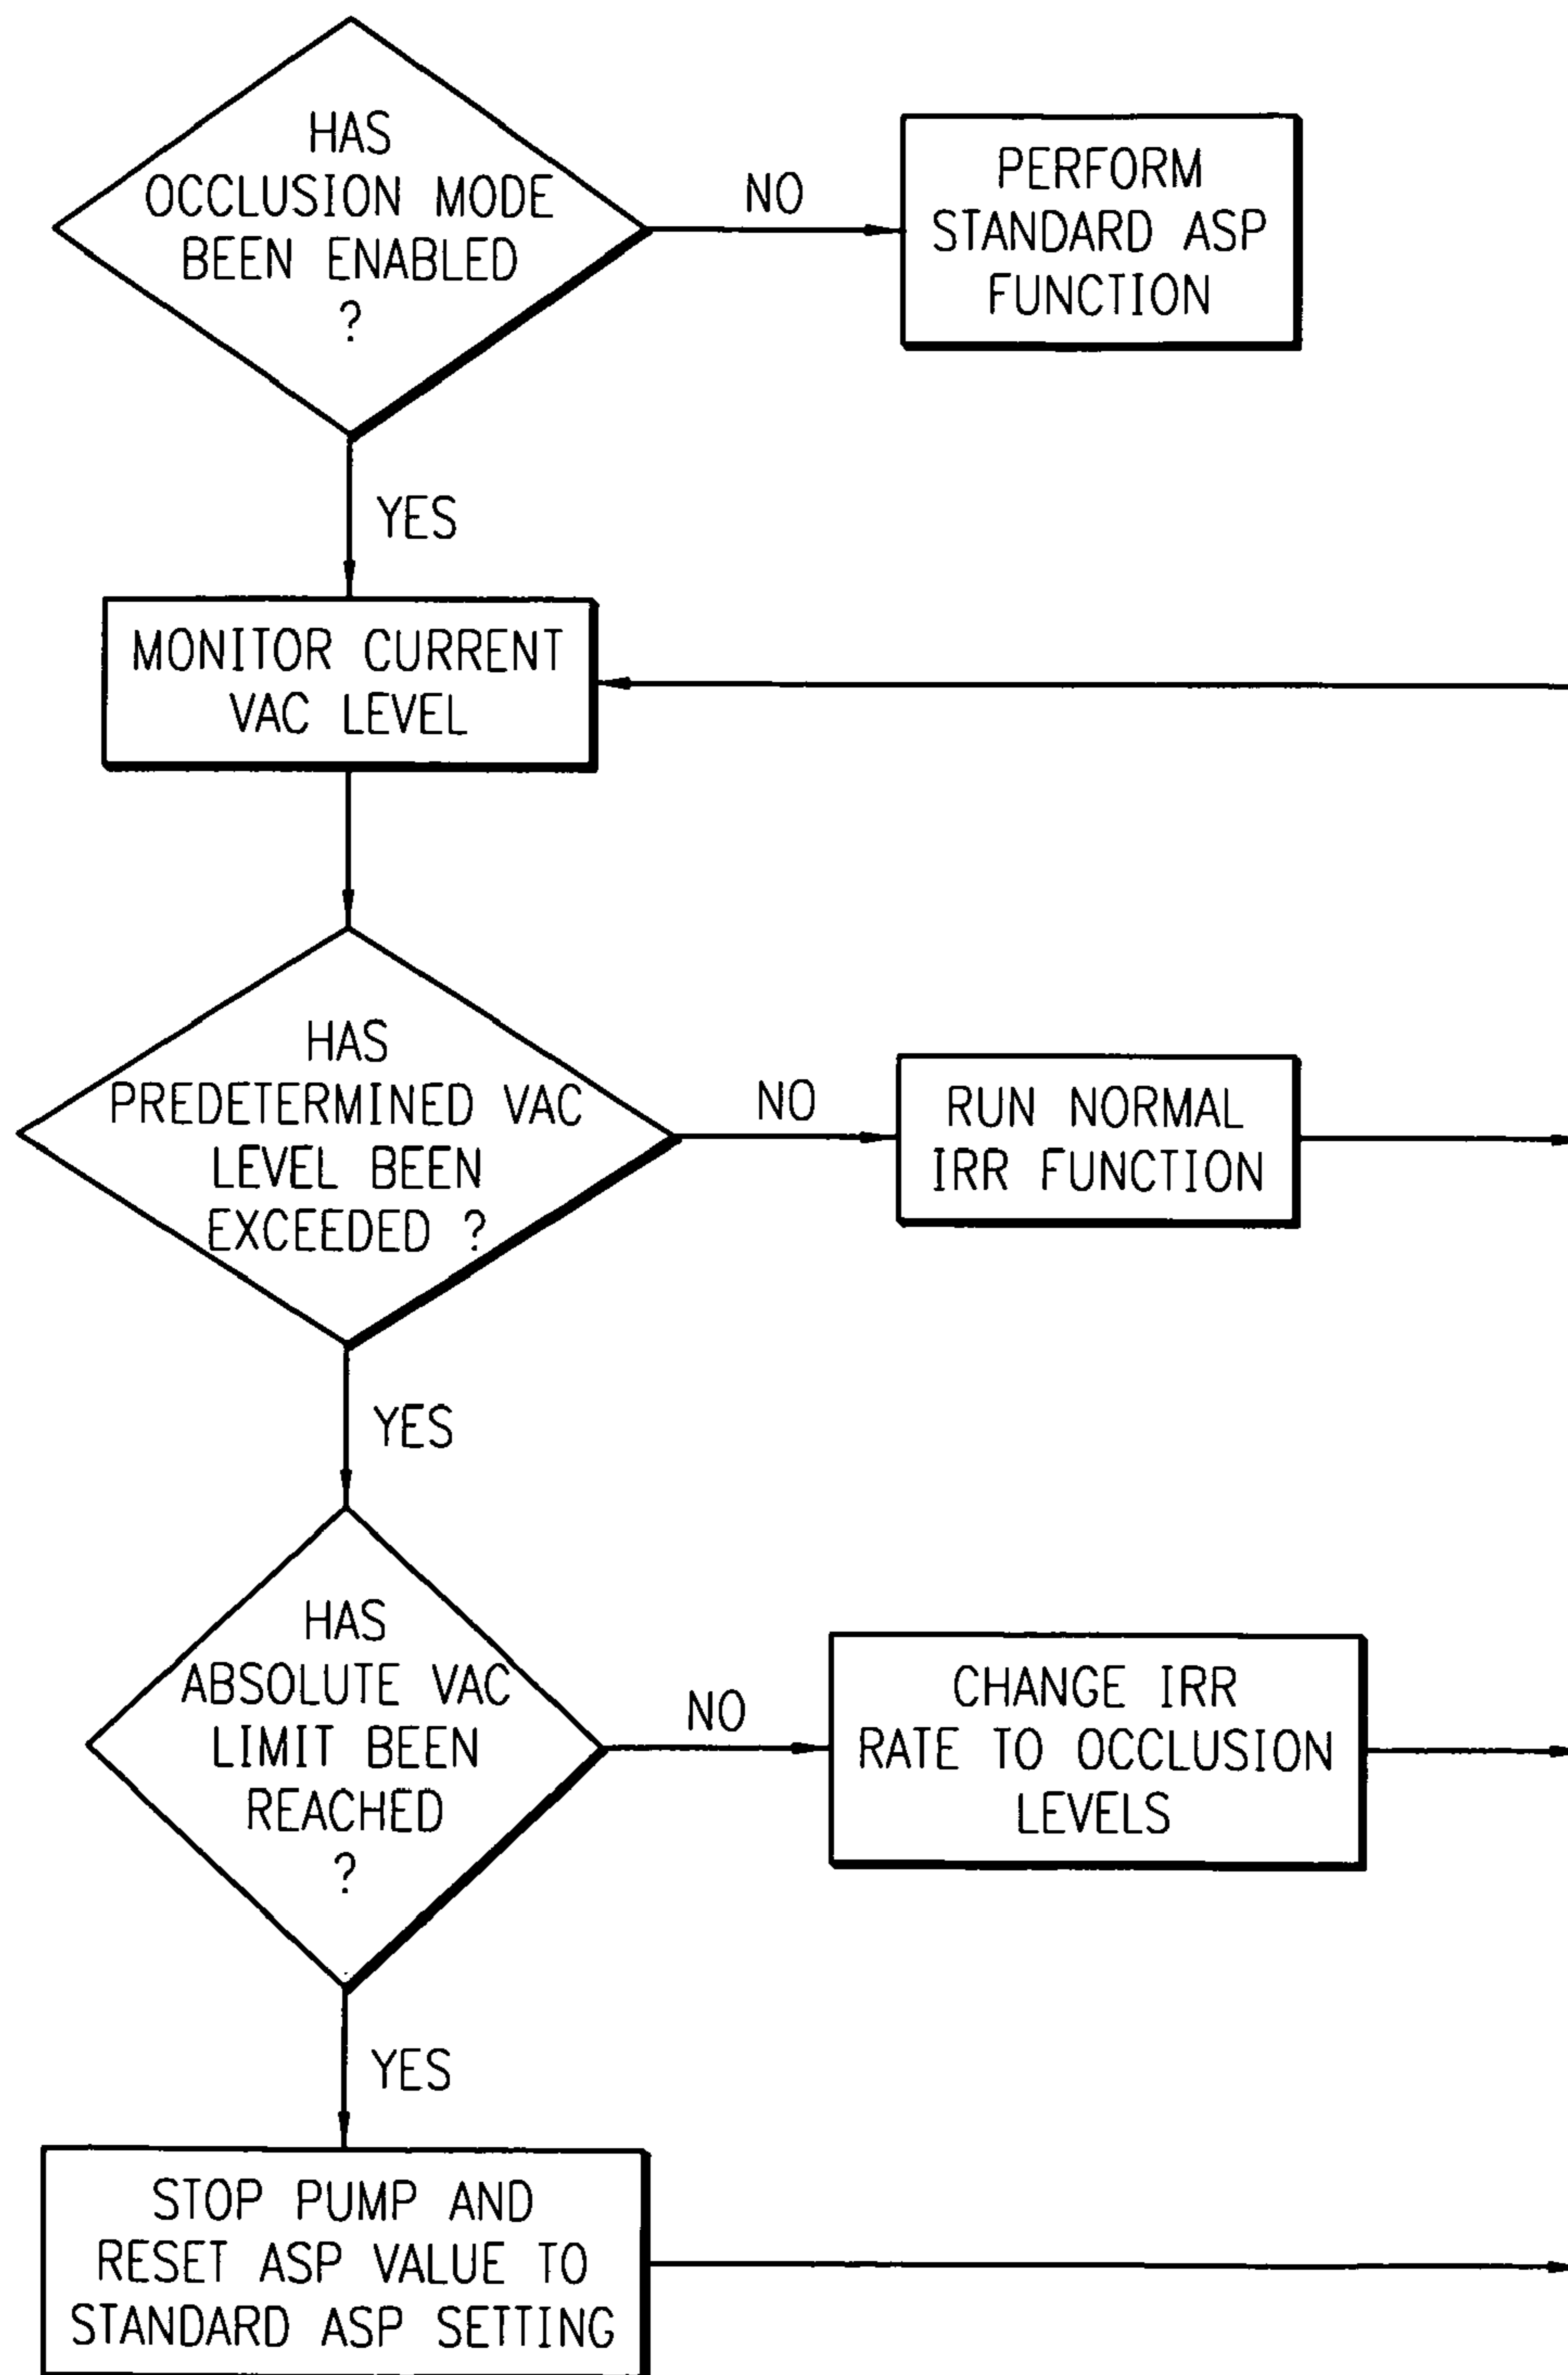 HAS
OCCLUSION MODE
BEEN ENABLED
?
NO
PERFORM
STANDARD ASP
FUNCTION
YES
MONITOR CURRENT
VAC LEVEL
HAS
PREDETERMINED VAC
LEVEL BEEN
EXCEEDED ?
NO
RUN NORMAL
IRR FUNCTION
YES
HAS
ABSOLUTE VAC
LIMIT BEEN
REACHED
?
NO
CHANGE IRR
RATE TO OCCLUSION
LEVELS
YES
STOP PUMP AND
RESET ASP VALUE TO
STANDARD ASP SETTING